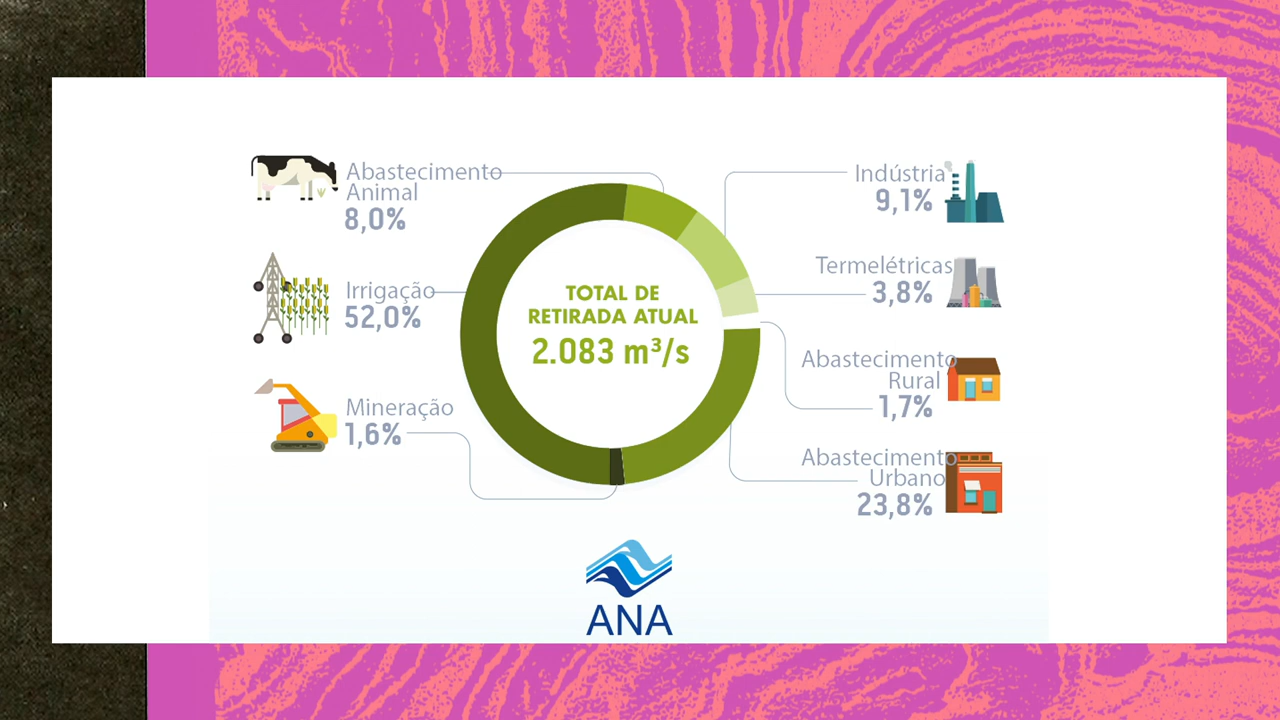 Abastecimento
Animal
8,0%
Irrigação
52,0%
Mineração
1,6%
TOTAL DE
RETIRADA ATUAL
2.083 m³/s
Indústria
9,1%
Termelétricas
3,8%
Abastecimento
Rural
1,7%
Abastecimento
Urbano
23,8%
ANA